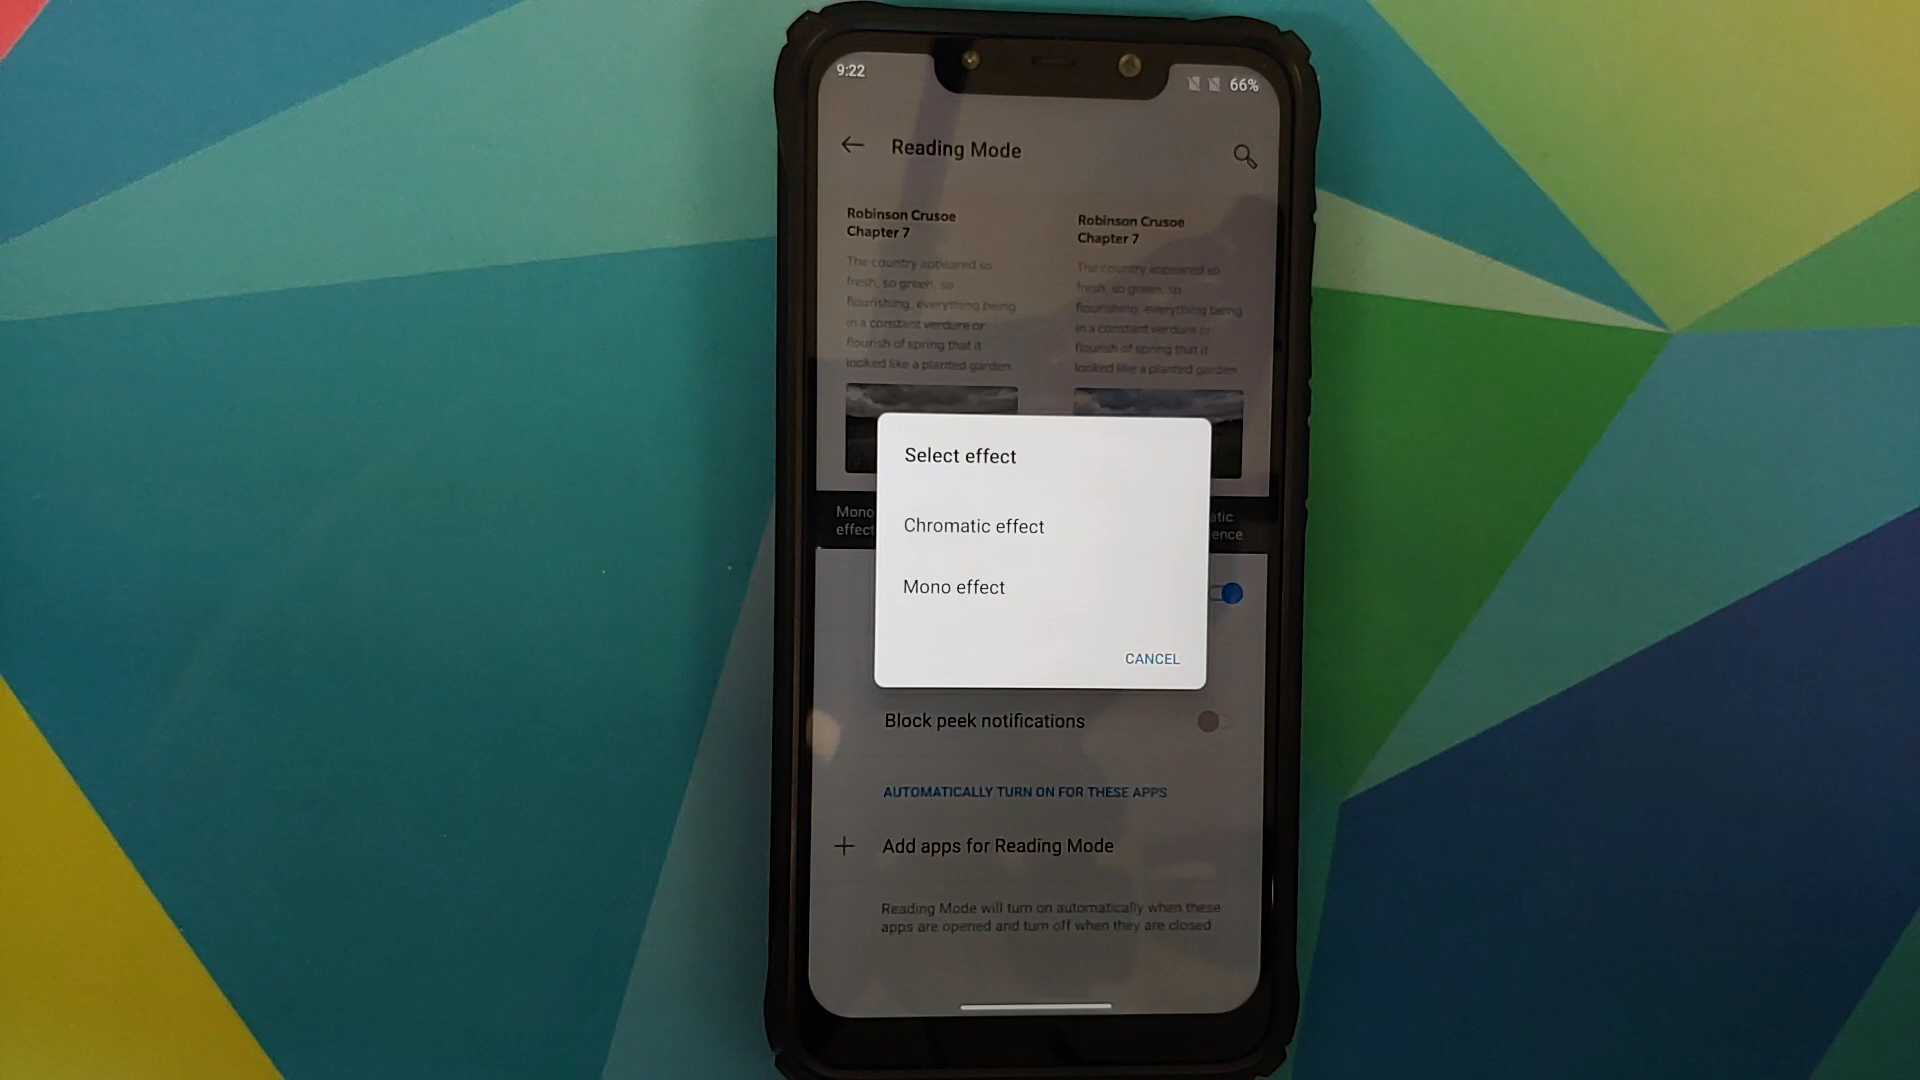 9:22
66%
Reading Mode
Robinson Crusoe
Chapter 7
The country appeared so
fresh, so green, so
flourishing, everything being
in a constant verdure or
flourish of spring that it
looked like a planted garden
Robinson Crusoe
Chapter 7
The country appeared so
fresh, so green, so
flourishing, everything being
in a constant verdure or
flourish of spring that it
looked like a planted garden
Mono
effect
atic
ence
Select effect
Chromatic effect
Mono effect
CANCEL
Block peek notifications
AUTOMATICALLY TURN ON FOR THESE APPS
Add apps for Reading Mode
Reading Mode will turn on automatically when these
apps are opened and turn off when they are closed